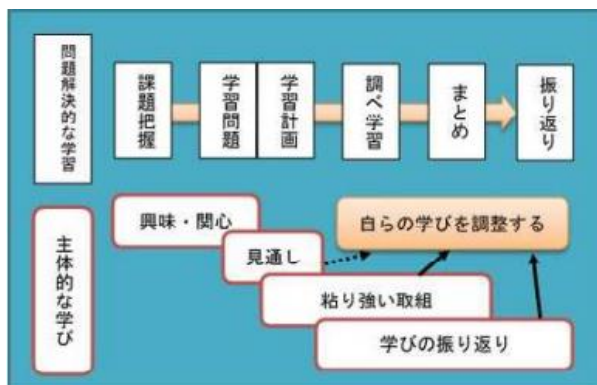 問題解決的な学習
課題把握
学習問題
学習計画
調べ学習
まとめ
振り返り
主体的な学び
興味・関心
見通し
自らの学びを調整する
粘り強い取組
学びの振り返り